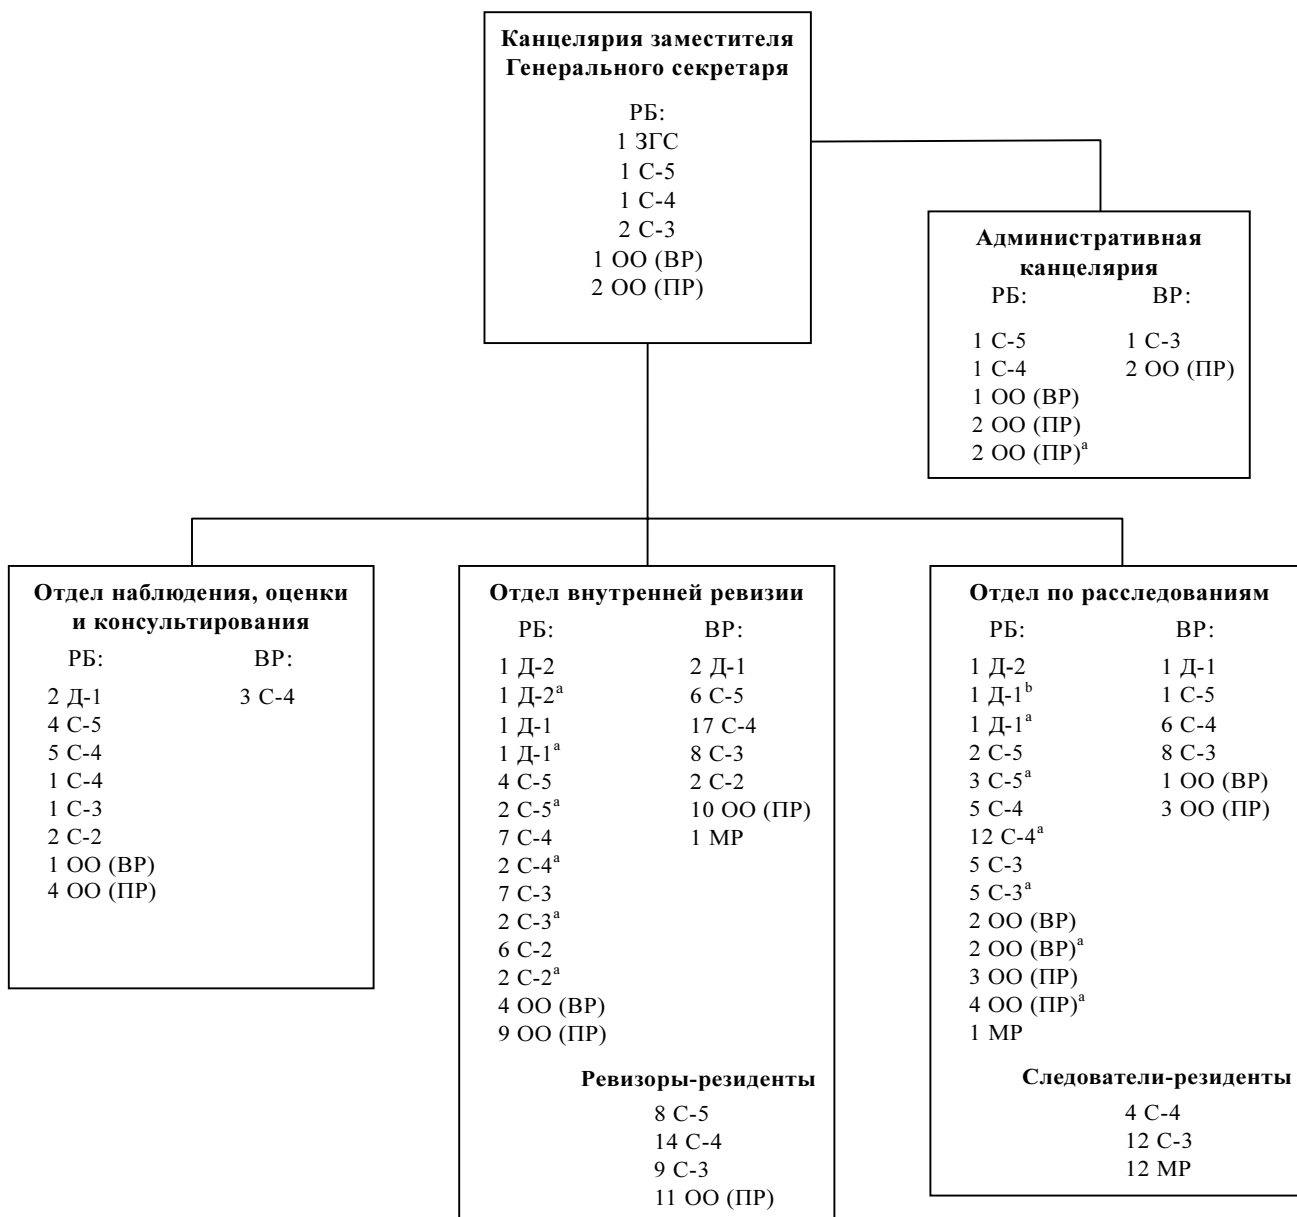 Канцелярия заместителя
Генерального секретаря
РБ:
1 ЗГС
1 С-5
1 С-4
2 С-3
1 ОО (ВР)
2 ОО (ПР)
Административная
канцелярия
РБ:
1 С-5
1 С-4
1 ОО (ВР)
2 ОО (ПР)
2 ОО (ПР)ᵃ
ВР:
1 С-3
2 ОО (ПР)
Отдел наблюдения, оценки
и консультирования
РБ:
2 Д-1
4 С-5
5 С-4
1 С-4
1 С-3
2 С-2
1 ОО (ВР)
4 ОО (ПР)
ВР:
3 С-4
Отдел внутренней ревизии
РБ:
1 Д-2
1 Д-2ᵃ
1 Д-1
1 Д-1ᵃ
4 С-5
2 С-5ᵃ
7 С-4
2 С-4ᵃ
7 С-3
2 С-3ᵃ
6 С-2
2 С-2ᵃ
4 ОО (ВР)
9 ОО (ПР)
ВР:
2 Д-1
6 С-5
17 С-4
8 С-3
2 С-2
10 ОО (ПР)
1 МР
Ревизоры-резиденты
8 С-5
14 С-4
9 С-3
11 ОО (ПР)
Отдел по расследованиям
РБ:
1 Д-2
1 Д-1ᵇ
1 Д-1ᵃ
2 С-5
3 С-5ᵃ
5 С-4
12 С-4ᵃ
5 С-3
5 С-3ᵃ
2 ОО (ВР)
2 ОО (ВР)ᵃ
3 ОО (ПР)
4 ОО (ПР)ᵃ
1 МР
ВР:
1 Д-1
1 С-5
6 С-4
8 С-3
1 ОО (ВР)
3 ОО (ПР)
Следователи-резиденты
4 С-4
12 С-3
12 МР